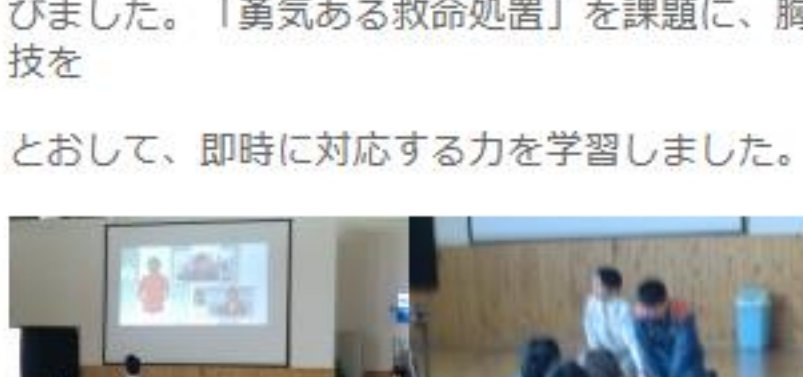 びました。「勇気ある救命処置」を課題に、胸
技を
とおして、即時に対応する力を学習しました。